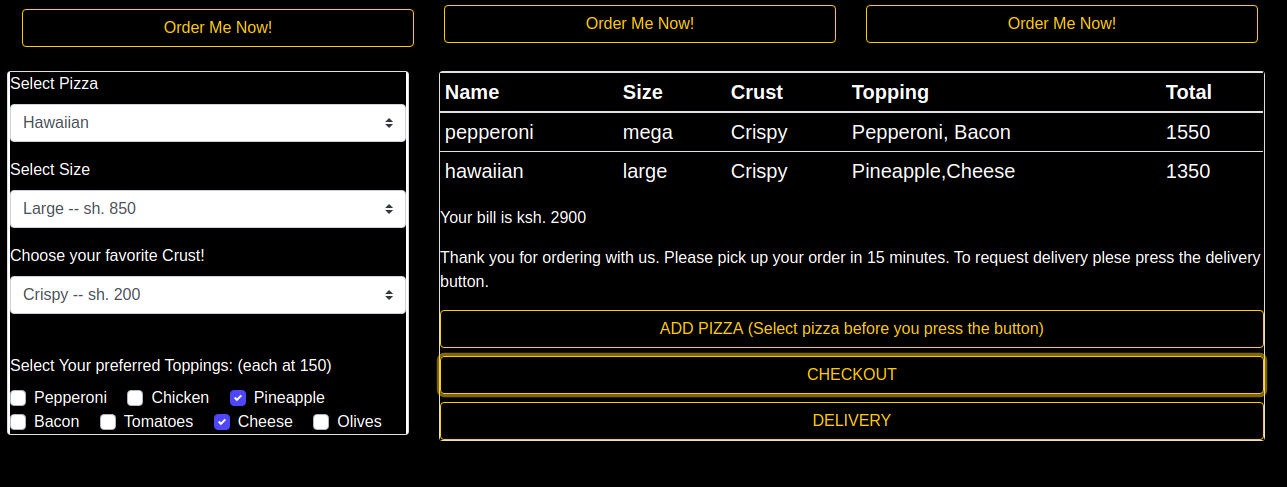 Order Me Now!
Order Me Now!
Order Me Now!
Select Pizza
Hawaiian
Select Size
Large -- sh. 850
Choose your favorite Crust!
Crispy -- sh. 200
Select Your preferred Toppings: (each at 150)
Pepperoni Chicken Pineapple
Bacon Tomatoes Cheese Olives
Name Size Crust Topping Total
pepperoni mega Crispy Pepperoni, Bacon 1550
hawaiian large Crispy Pineapple,Cheese 1350
Your bill is ksh. 2900
Thank you for ordering with us. Please pick up your order in 15 minutes. To request delivery plese press the delivery
button.
ADD PIZZA (Select pizza before you press the button)
CHECKOUT
DELIVERY